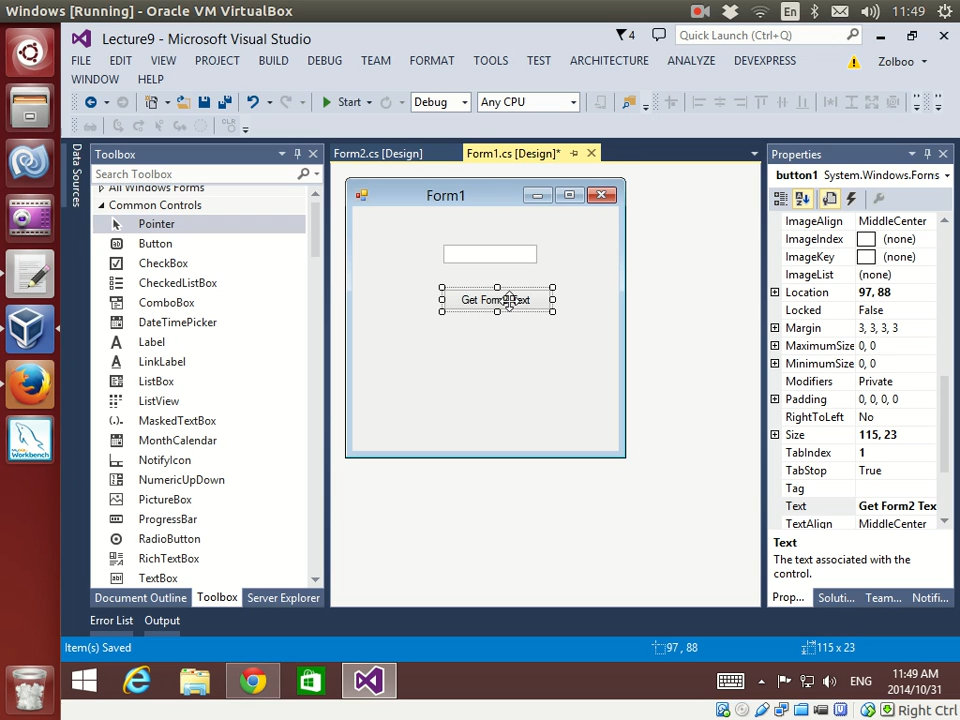 Windows [Running] - Oracle VM VirtualBox
En
11:49
Lecture9 - Microsoft Visual Studio
4
Quick Launch (Ctrl+Q)
FILE EDIT VIEW PROJECT BUILD DEBUG TEAM FORMAT TOOLS TEST ARCHITECTURE ANALYZE DEVEXPRESS
Zolboo
WINDOW HELP
Start
Debug
Any CPU
Data Sources
Toolbox
Search Toolbox
All Windows Forms
Common Controls
Pointer
Button
CheckBox
CheckedListBox
ComboBox
DateTimePicker
Label
LinkLabel
ListBox
ListView
MaskedTextBox
MonthCalendar
NotifyIcon
NumericUpDown
PictureBox
ProgressBar
RadioButton
RichTextBox
TextBox
Document Outline Toolbox Server Explorer
Form2.cs [Design] Form1.cs [Design]*
Form1
Get Form2 Text
Properties
button1 System.Windows.Forms
ImageAlign MiddleCenter
ImageIndex (none)
ImageKey (none)
ImageList (none)
Location 97, 88
Locked False
Margin 3, 3, 3, 3
MaximumSize 0, 0
MinimumSize 0, 0
Modifiers Private
Padding 0, 0, 0, 0
RightToLeft No
Size 115, 23
TabIndex 1
TabStop True
Tag
Text Get Form2 Tex
TextAlign MiddleCenter
Text
The text associated with the
control.
Prop... Soluti... Team... Notifi...
Error List Output
Item(s) Saved
97 , 88
115 x 23
MySQL
Workbench
ENG
11:49 AM
2014/10/31
Right Ctrl